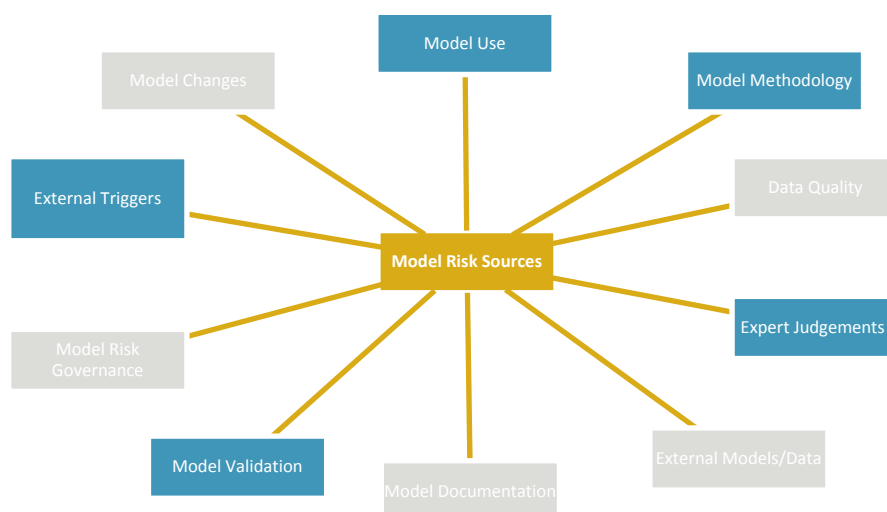 Model Use
Model Changes
Model Methodology
External Triggers
Data Quality
Model Risk Sources
Expert Judgements
Model Risk
Governance
Model Validation
External Models/Data
Model Documentation